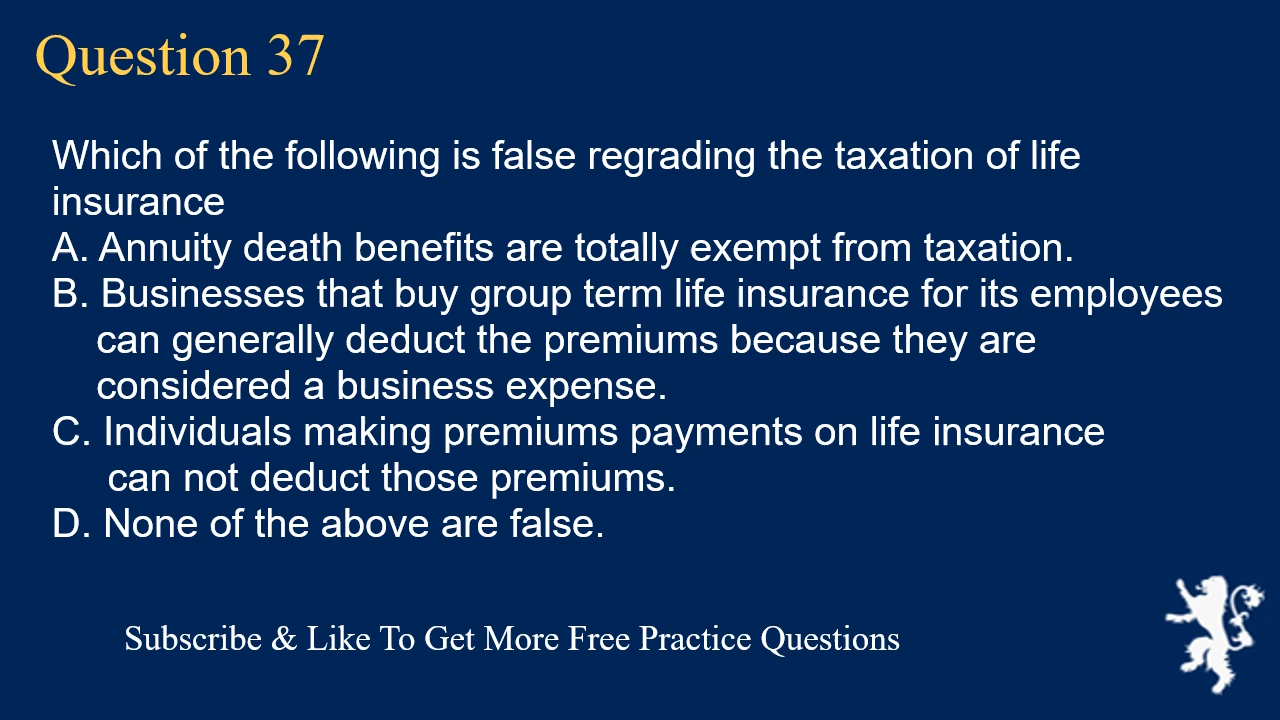 Question 37
Which of the following is false regrading the taxation of life
insurance
A. Annuity death benefits are totally exempt from taxation.
B. Businesses that buy group term life insurance for its employees
can generally deduct the premiums because they are
considered a business expense.
C. Individuals making premiums payments on life insurance
can not deduct those premiums.
D. None of the above are false.
Subscribe & Like To Get More Free Practice Questions